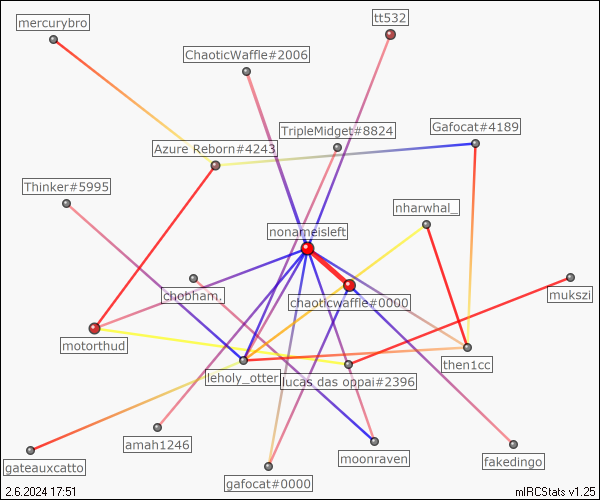 mercurybro
tt532
ChaoticWaffle#2006
TripleMidget#8824
Gafocat#4189
Azure Reborn#4243
Thinker#5995
nharwhal_
nonameisleft
chobham.
chaoticwaffle#0000
mukszi
motorthud
then1cc
leholy_otter
lucas das oppai#2396
amah1246
moonraven
fakedingo
gateauxcatto
gafocat#0000
2.6.2024 17:51
mIRCStats v1.25